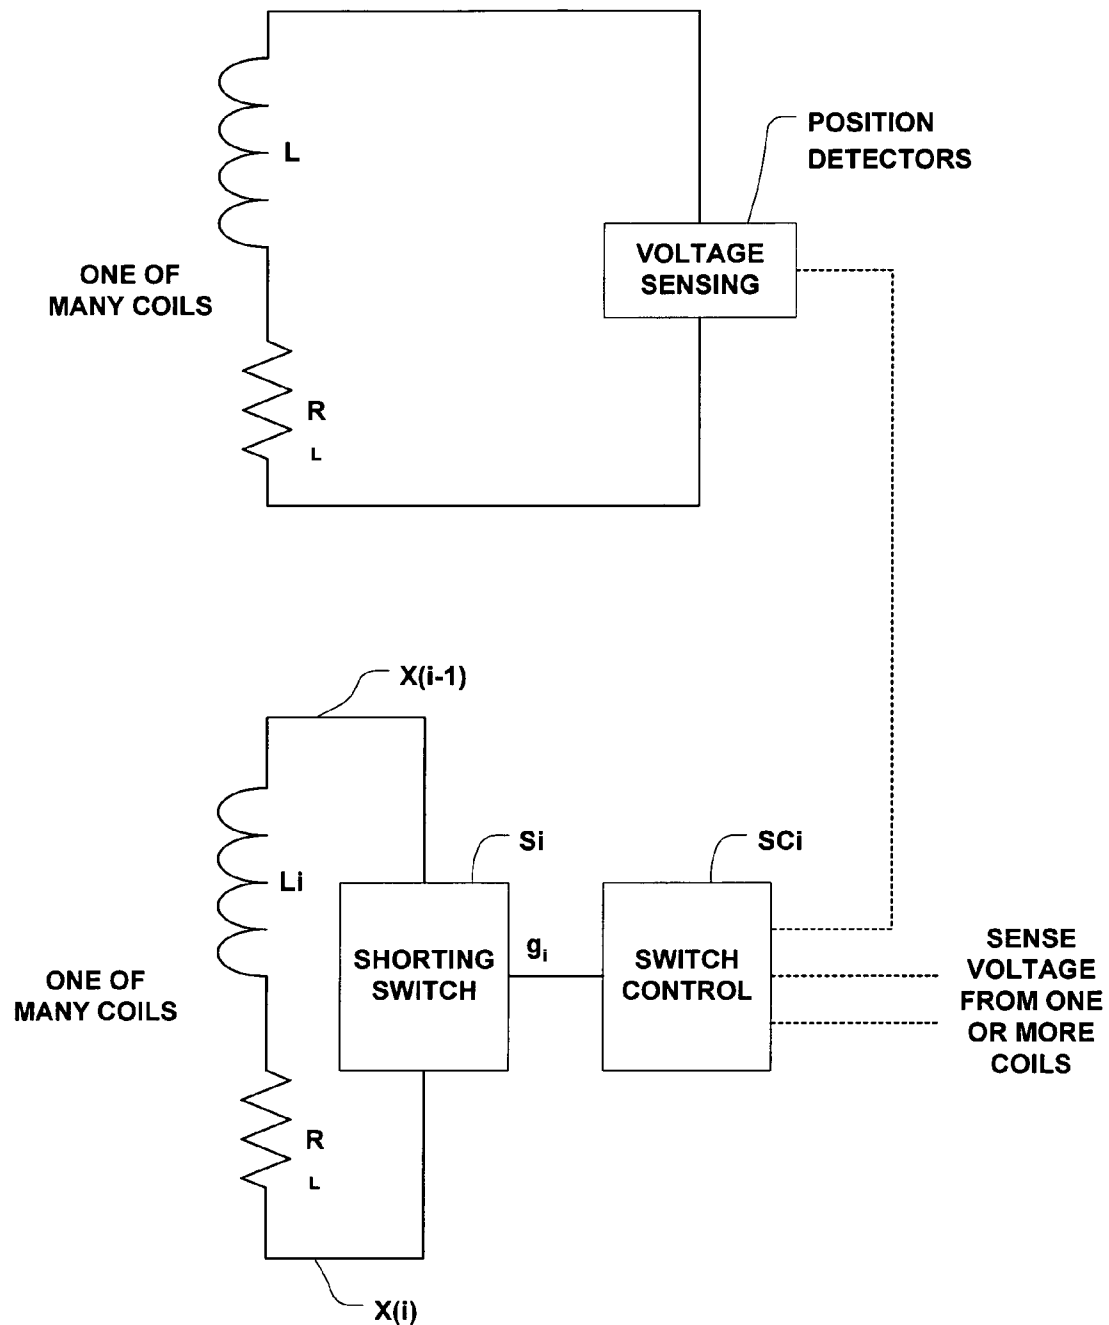 POSITION
DETECTORS
L
VOLTAGE
SENSING
ONE OF
MANY COILS
R
L
X(i-1)
Si
SCi
Li
SHORTING
SWITCH
gi
SWITCH
CONTROL
SENSE
VOLTAGE
FROM ONE
OR MORE
COILS
ONE OF
MANY COILS
R
L
X(i)